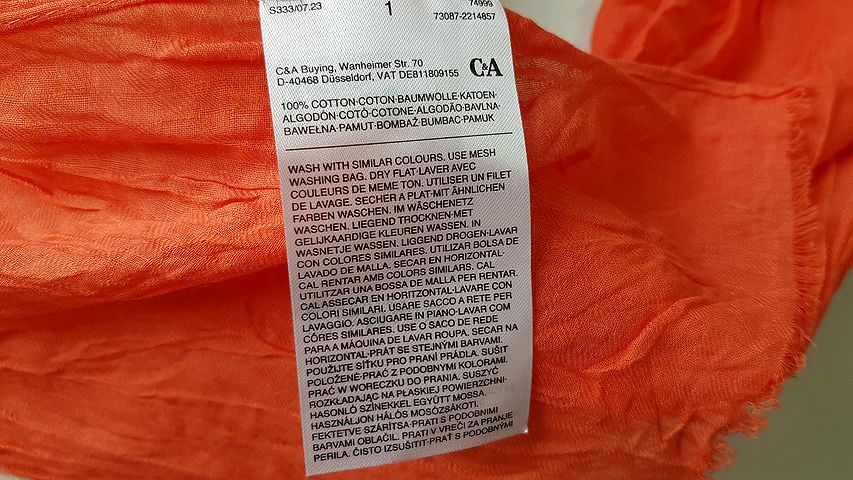 S333/07.23
1
74999
73087-2214857
C&A Buying, Wanheimer Str. 70
D-40468 Düsseldorf, VAT DE811809155
C&A
100% COTTON·COTON·BAUMWOLLE·KATOEN·
ALGODÓN·COTÓ·COTONE·ALGODÃO·BAVLNA·
BAWEŁNA·PAMUT·BOMBAŽ·BUMBAC·PAMUK
WASH WITH SIMILAR COLOURS. USE MESH
WASHING BAG. DRY FLAT·LAVER AVEC
COULEURS DE MEME TON. UTILISER UN FILET
DE LAVAGE. SECHER A PLAT·MIT ÄHNLICHEN
FARBEN WASCHEN. IM WÄSCHENETZ
WASCHEN. LIEGEND TROCKNEN·MET
GELIJKAARDIGE KLEUREN WASSEN. IN
WASNETJE WASSEN. LIGGEND DROGEN·LAVAR
CON COLORES SIMILARES. UTILIZAR BOLSA DE
LAVADO DE MALLA. SECAR EN HORIZONTAL·
CAL RENTAR AMB COLORS SIMILARS. CAL
UTILITZAR UNA BOSSA DE MALLA PER RENTAR.
CAL ASSECAR EN HORITZONTAL·LAVARE CON
COLORI SIMILARI. USARE SACCO A RETE PER
LAVAGGIO. ASCIUGARE IN PIANO·LAVAR COM
CÔRES SIMILARES. USE O SACO DE REDE
PARA A MÁQUINA DE LAVAR ROUPA. SECAR NA
HORIZONTAL·PRÁT SE STEJNÝMI BARVAMI.
POUŽIJTE SÍŤKU PRO PRANÍ PRÁDLA. SUŠIT
POLOŽENÉ·PRAĆ Z PODOBNYMI KOLORAMI.
PRAĆ W WORECZKU DO PRANIA. SUSZYĆ
ROZKŁADAJĄC NA PŁASKIEJ POWIERZCHNI·
HASONLÓ SZÍNEKKEL EGYÜTT MOSSA.
HASZNÁLJON HÁLÓS MOSÓZSÁKOT.
FEKTETVE SZÁRÍTSA·PRATI S PODOBNIMI
BARVAMI OBLAČIL. PRATI V VREČI ZA PRANJE
PERILA. ČISTO IZSUŠITI·PRAŤ S PODOBNÝMI